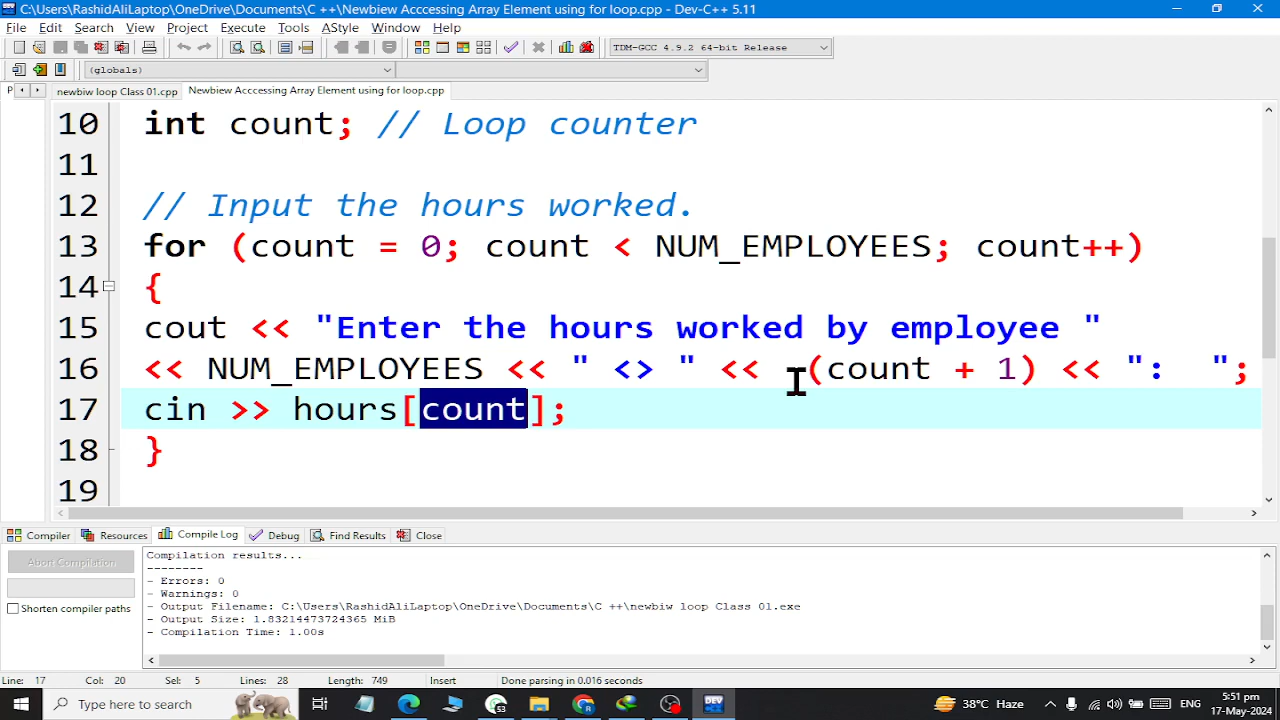 C:\Users\RashidAliLaptop\OneDrive\Documents\C ++\Newbiew Acccessing Array Element using for loop.cpp - Dev-C++ 5.11
File Edit Search View Project Execute Tools AStyle Window Help
TDM-GCC 4.9.2 64-bit Release
(globals)
P newbiw loop Class 01.cpp Newbiew Acccessing Array Element using for loop.cpp
10 int count; // Loop counter
11
12 // Input the hours worked.
13 for (count = 0; count < NUM_EMPLOYEES; count++)
14 {
15 cout << "Enter the hours worked by employee "
16 << NUM_EMPLOYEES << " <> " << (count + 1) << ":  ";
17 cin >> hours[count];
18 }
19
Compiler Resources Compile Log Debug Find Results Close
Abort Compilation
Shorten compiler paths
Compilation results...
--------
- Errors: 0
- Warnings: 0
- Output Filename: C:\Users\RashidAliLaptop\OneDrive\Documents\C ++\newbiw loop Class 01.exe
- Output Size: 1.83214473724365 MiB
- Compilation Time: 1.00s
Line: 17 Col: 20 Sel: 5 Lines: 28 Length: 749 Insert Done parsing in 0.016 seconds
Type here to search
53
DEV
38°C Haze
ENG
5:51 pm
17-May-2024